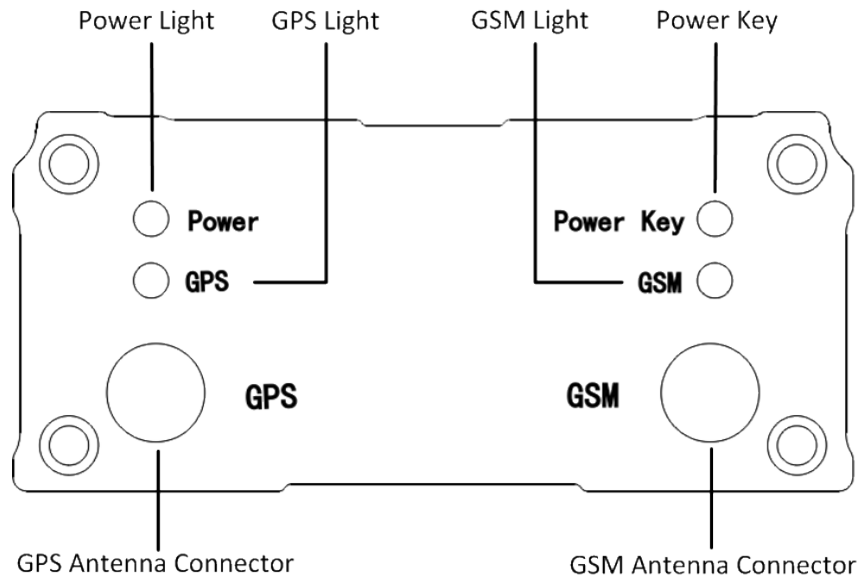 Power Light GPS Light GSM Light Power Key
Power Power Key
GPS GSM
GPS GSM
GPS Antenna Connector GSM Antenna Connector